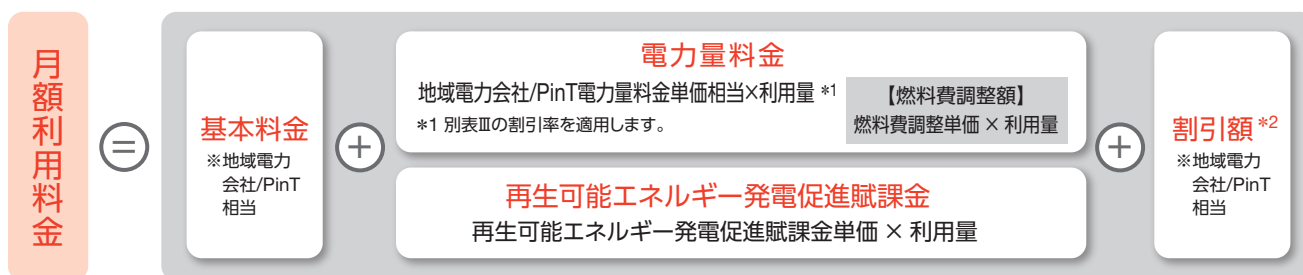 月額利用料金
=
基本料金
※地域電力
会社/PinT
相当
+
電力量料金
地域電力会社/PinT電力量料金単価相当×利用量 *1
*1 別表Ⅲの割引率を適用します。
【燃料費調整額】
燃料費調整単価 × 利用量
再生可能エネルギー発電促進賦課金
再生可能エネルギー発電促進賦課金単価 × 利用量
+
割引額*2
※地域電力
会社/PinT
相当